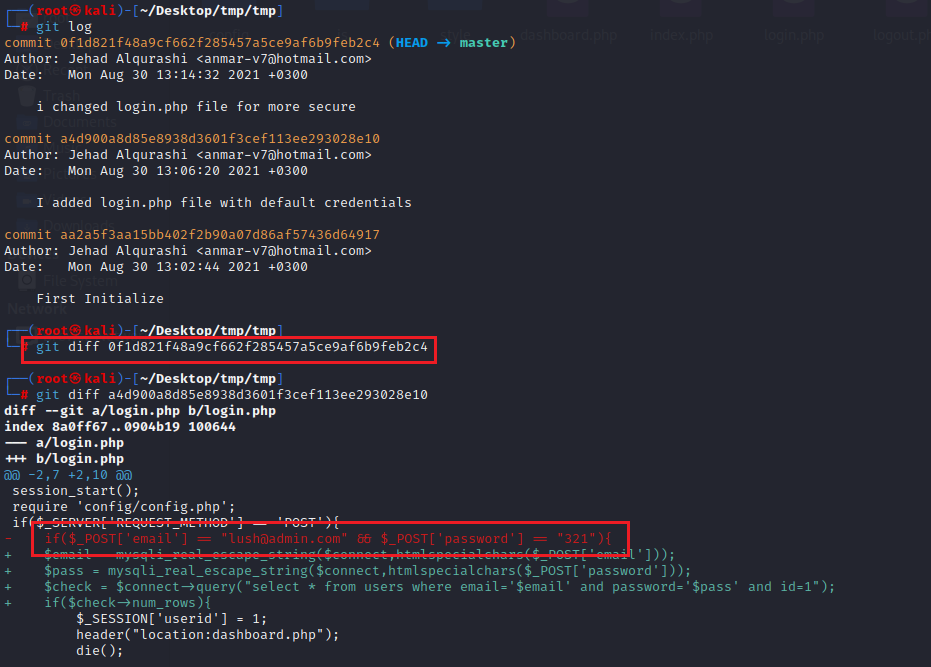 ┌──(root㉿kali)-[~/Desktop/tmp/tmp]
└─# git log
commit 0f1d821f48a9cf662f285457a5ce9af6b9feb2c4 (HEAD → master)
Author: Jehad Alqurashi <anmar-v7@hotmail.com>
Date:   Mon Aug 30 13:14:32 2021 +0300
    i changed login.php file for more secure
commit a4d900a8d85e8938d3601f3cef113ee293028e10
Author: Jehad Alqurashi <anmar-v7@hotmail.com>
Date:   Mon Aug 30 13:06:20 2021 +0300
    I added login.php file with default credentials
commit aa2a5f3aa15bb402f2b90a07d86af57436d64917
Author: Jehad Alqurashi <anmar-v7@hotmail.com>
Date:   Mon Aug 30 13:02:44 2021 +0300
    First Initialize
┌──(root㉿kali)-[~/Desktop/tmp/tmp]
└─# git diff 0f1d821f48a9cf662f285457a5ce9af6b9feb2c4
┌──(root㉿kali)-[~/Desktop/tmp/tmp]
└─# git diff a4d900a8d85e8938d3601f3cef113ee293028e10
diff --git a/login.php b/login.php
index 8a0ff67..0904b19 100644
--- a/login.php
+++ b/login.php
@@ -2,7 +2,10 @@
 session_start();
 require 'config/config.php';
 if($_SERVER['REQUEST_METHOD'] == 'POST'){
-    if($_POST['email'] == "lush@admin.com" && $_POST['password'] == "321"){
+    $email = mysqli_real_escape_string($connect,htmlspecialchars($_POST['email']));
+    $pass = mysqli_real_escape_string($connect,htmlspecialchars($_POST['password']));
+    $check = $connect→query("select * from users where email='$email' and password='$pass' and id=1");
+    if($check→num_rows){
         $_SESSION['userid'] = 1;
         header("location:dashboard.php");
         die();